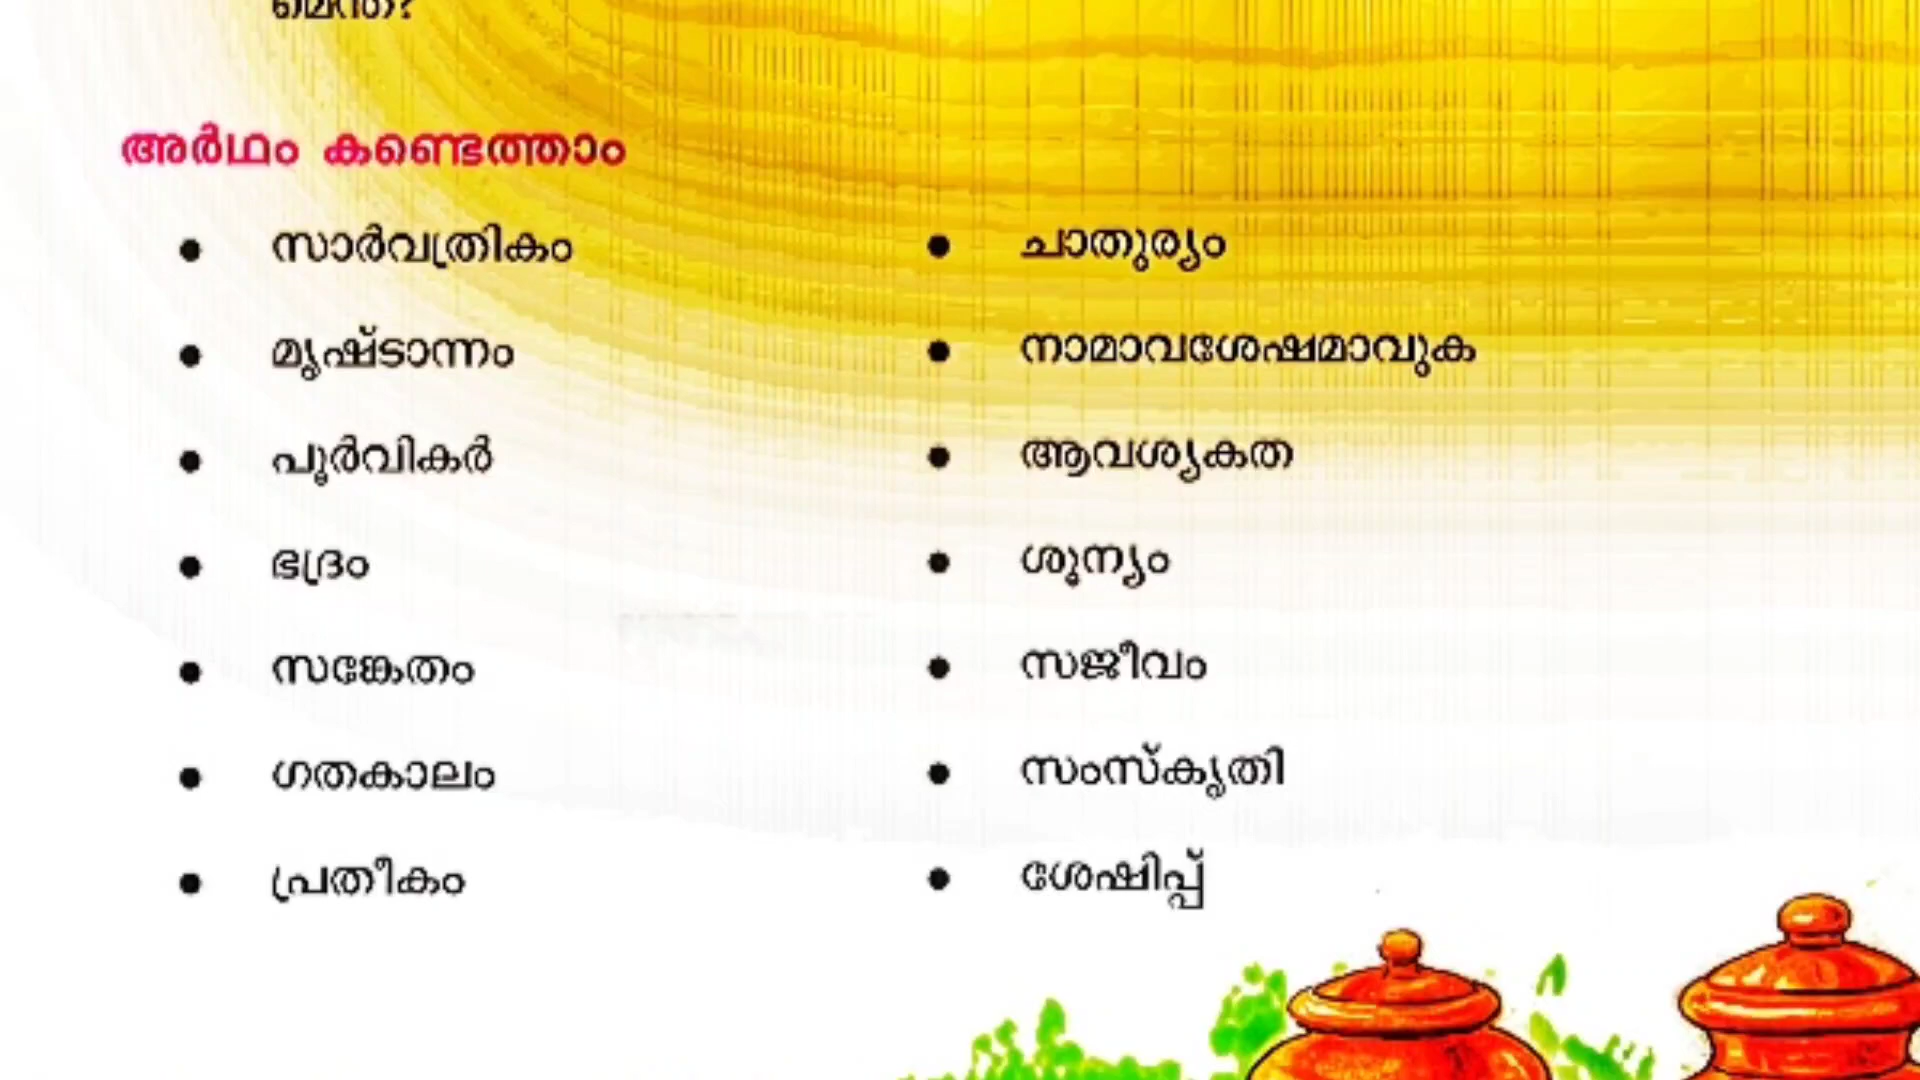 മെന്ത്?
അർഥം കണ്ടെത്താം
സാർവത്രികം
മൃഷ്ടാന്നം
പൂർവികർ
ഭദ്രം
സങ്കേതം
ഗതകാലം
പ്രതീകം
ചാതുര്യം
നാമാവശേഷമാവുക
ആവശ്യകത
ശൂന്യം
സജീവം
സംസ്കൃതി
ശേഷിപ്പ്